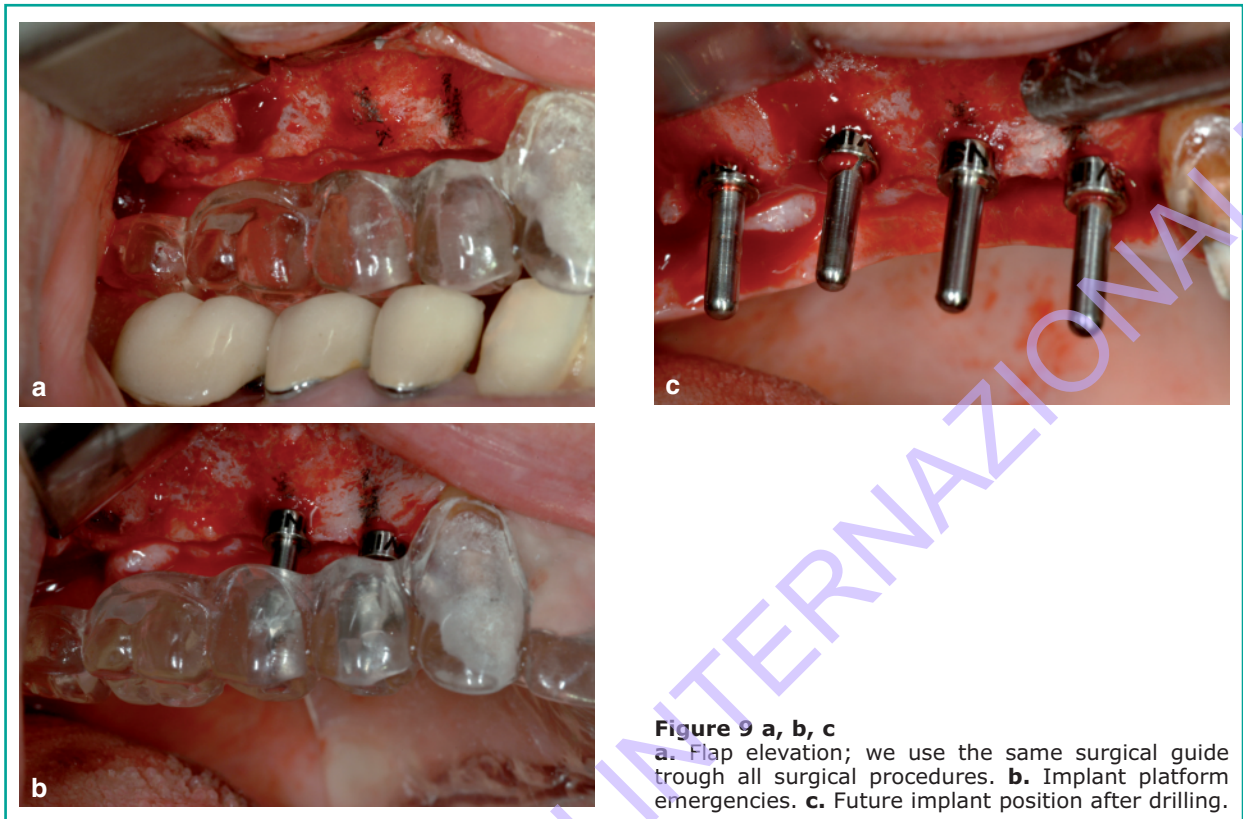 a
c
b
INTERNAZIONALI
Figure 9 a, b, c
a. Flap elevation; we use the same surgical guide
trough all surgical procedures. b. Implant platform
emergencies. c. Future implant position after drilling.